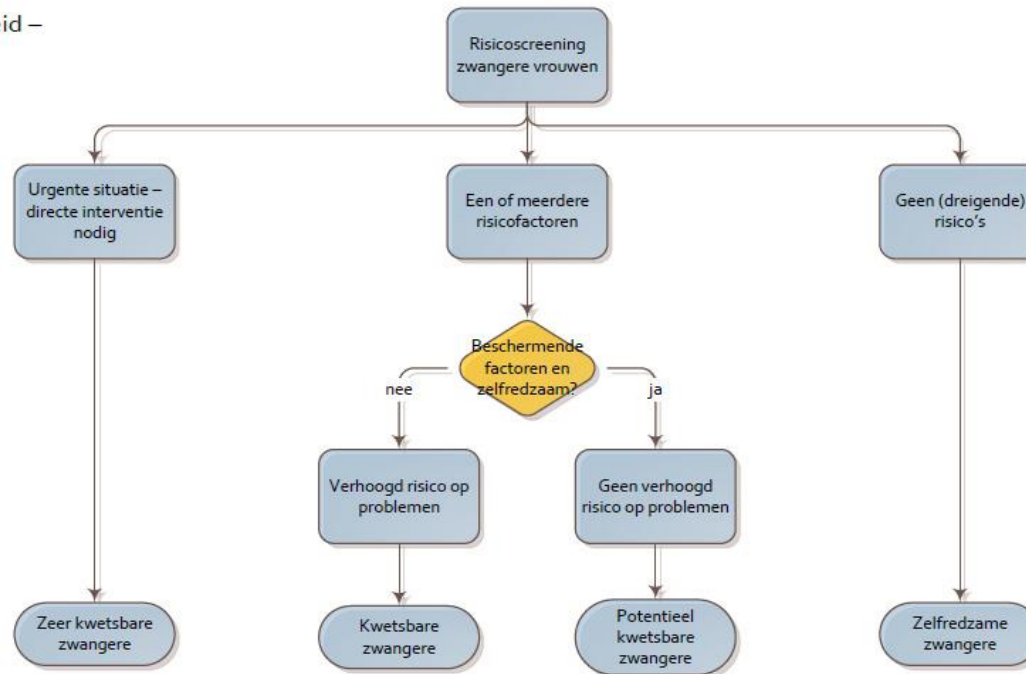 eid –
Risicoscreening
zwangere vrouwen
Urgente situatie –
directe interventie
nodig
Een of meerdere
risicofactoren
Geen (dreigende)
risico's
Beschermende
factoren en
zelfredzaam?
nee
ja
Verhoogd risico op
problemen
Geen verhoogd
risico op problemen
Zeer kwetsbare
zwangere
Kwetsbare
zwangere
Potentieel
kwetsbare
zwangere
Zelfredzame
zwangere